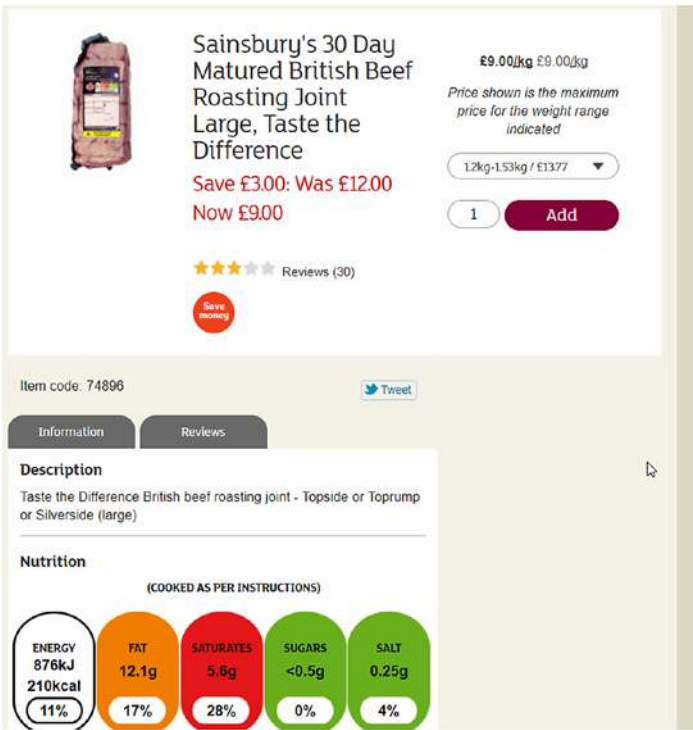 Sainsbury's 30 Day
Matured British Beef
Roasting Joint
Large, Taste the
Difference
Save £3.00: Was £12.00
Now £9.00
Reviews (30)
Save
money
£9.00/kg £9.00/kg
Price shown is the maximum
price for the weight range
indicated
1.2kg-1.53kg / £13.77
1
Add
Item code: 74896
Tweet
Information
Reviews
Description
Taste the Difference British beef roasting joint - Topside or Toprump
or Silverside (large)
Nutrition
(COOKED AS PER INSTRUCTIONS)
ENERGY
876kJ
210kcal
11%
FAT
12.1g
17%
SATURATES
5.6g
28%
SUGARS
<0.5g
0%
SALT
0.25g
4%